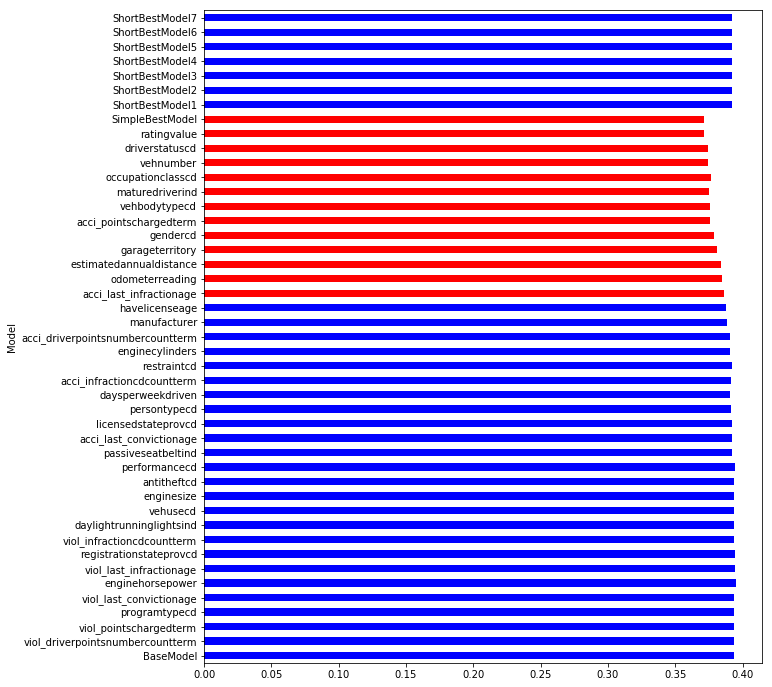 ShortBestModel7
ShortBestModel6
ShortBestModel5
ShortBestModel4
ShortBestModel3
ShortBestModel2
ShortBestModel1
SimpleBestModel
ratingvalue
driverstatuscd
vehnumber
occupationclasscd
maturedriverind
vehbodytypecd
acci_pointschargedterm
gendercd
garageterritory
estimatedannualdistance
odometerreading
acci_last_infractionage
havelicenseage
manufacturer
acci_driverpointsnumbercountterm
enginecylinders
restraintcd
acci_infractioncdcountterm
daysperweekdriven
persontypecd
licensedstateprovcd
acci_last_convictionage
passiveseatbeltind
performancecd
antitheftcd
enginesize
vehusecd
daylightrunninglightsind
viol_infractioncdcountterm
registrationstateprovcd
viol_last_infractionage
enginehorsepower
viol_last_convictionage
programtypecd
viol_pointschargedterm
viol_driverpointsnumbercountterm
BaseModel
Model
0.00 0.05 0.10 0.15 0.20 0.25 0.30 0.35 0.40